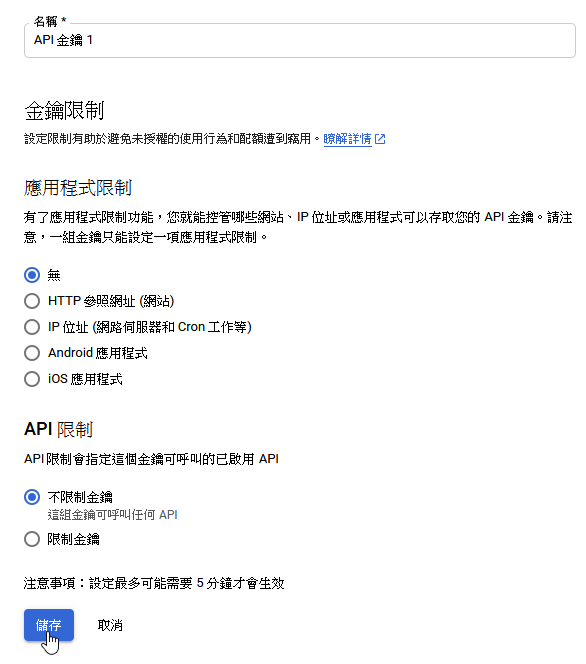 名稱 *
API 金鑰 1
金鑰限制
設定限制有助於避免未授權的使用行為和配額遭到竊用。瞭解詳情
應用程式限制
有了應用程式限制功能，您就能控管哪些網站、IP 位址或應用程式可以存取您的 API 金鑰。請注
意，一組金鑰只能設定一項應用程式限制。
無
HTTP 參照網址 (網站)
IP 位址 (網路伺服器和 Cron 工作等)
Android 應用程式
iOS 應用程式
API 限制
API 限制會指定這個金鑰可呼叫的已啟用 API
不限制金鑰
這組金鑰可呼叫任何 API
限制金鑰
注意事項：設定最多可能需要 5 分鐘才會生效
儲存 取消